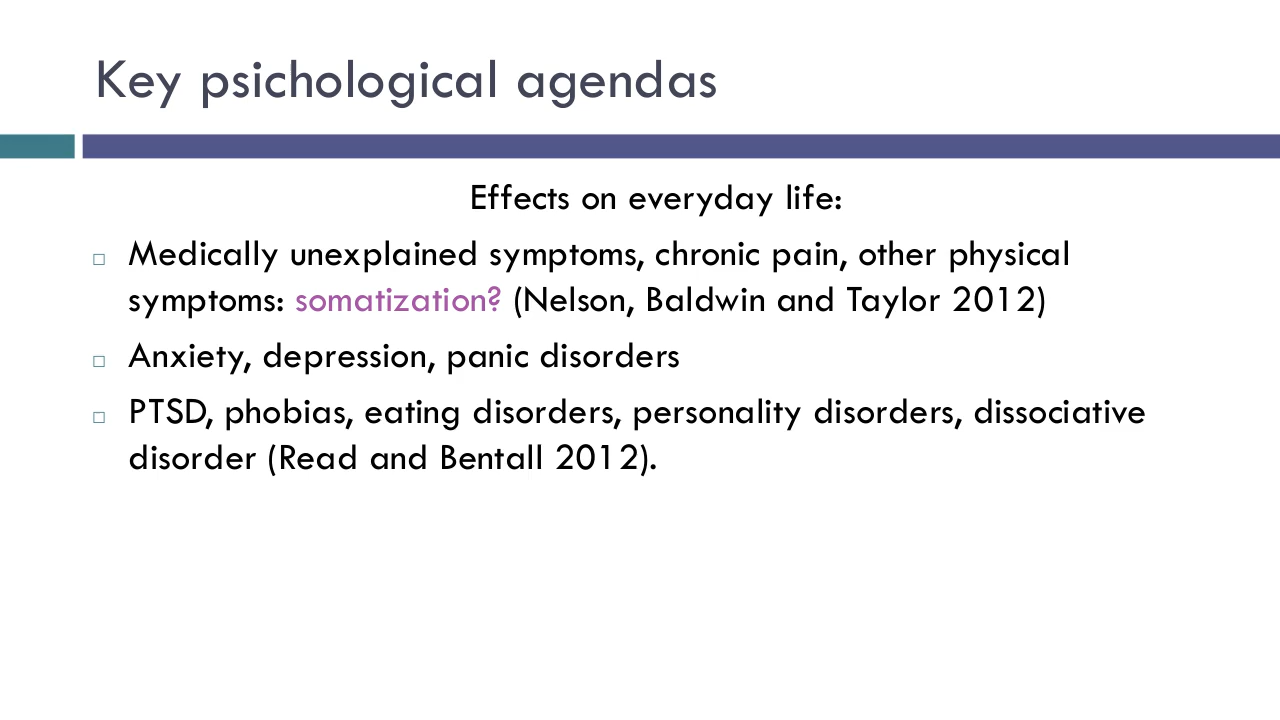 Key psichological agendas
Effects on everyday life:
Medically unexplained symptoms, chronic pain, other physical
symptoms: somatization? (Nelson, Baldwin and Taylor 2012)
Anxiety, depression, panic disorders
PTSD, phobias, eating disorders, personality disorders, dissociative
disorder (Read and Bentall 2012).